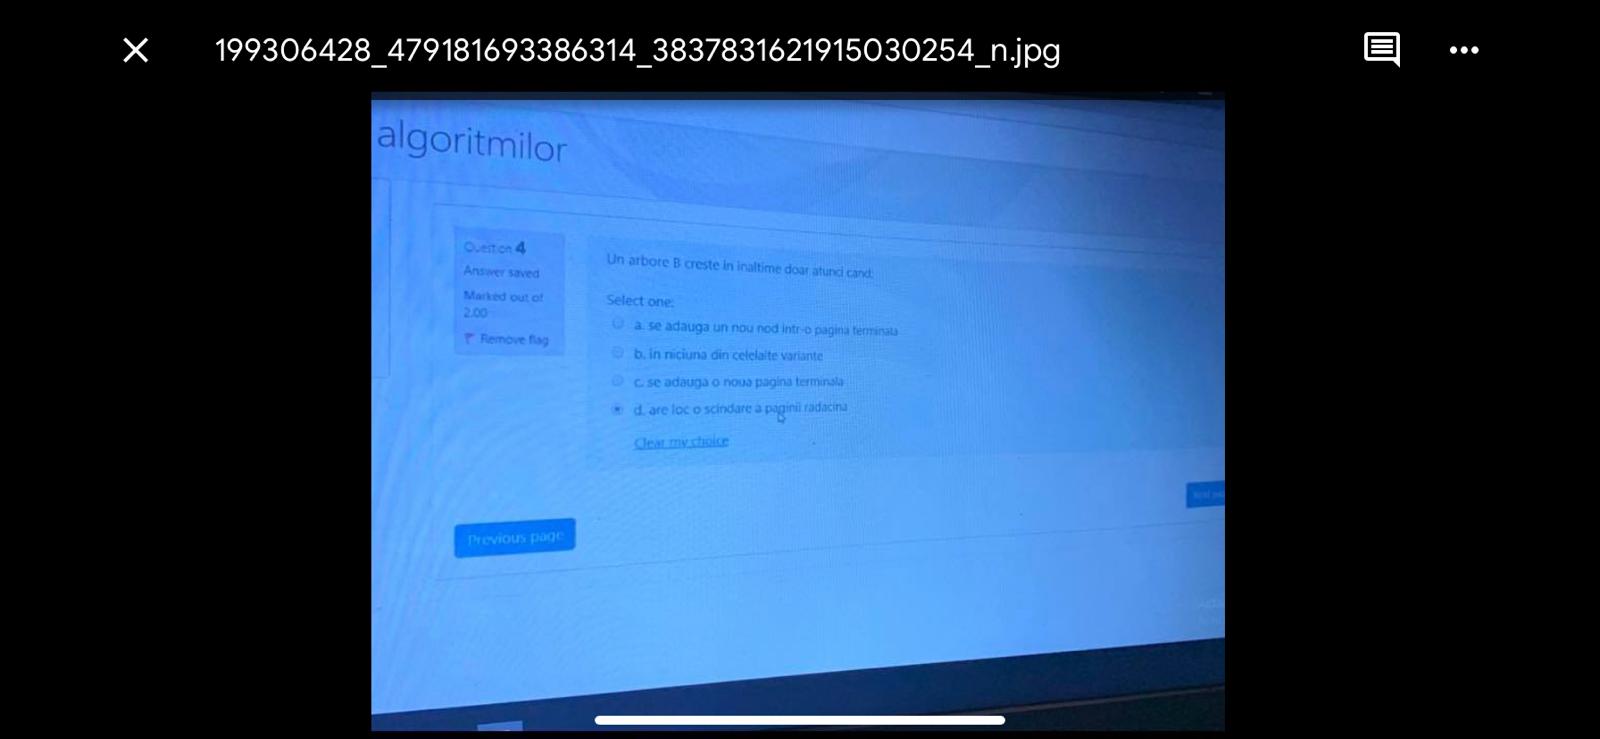 199306428_479181693386314_3837831621915030254_n.jpg
algoritmilor
Question 4
Answer saved
Marked out of
2.00
Remove flag
Un arbore B creste in inaltime doar atunci cand:
Select one:
a. se adauga un nou nod intr-o pagina terminala
b. in niciuna din celelalte variante
c. se adauga o noua pagina terminala
d. are loc o scindare a paginii radacina
Clear my choice
Previous page